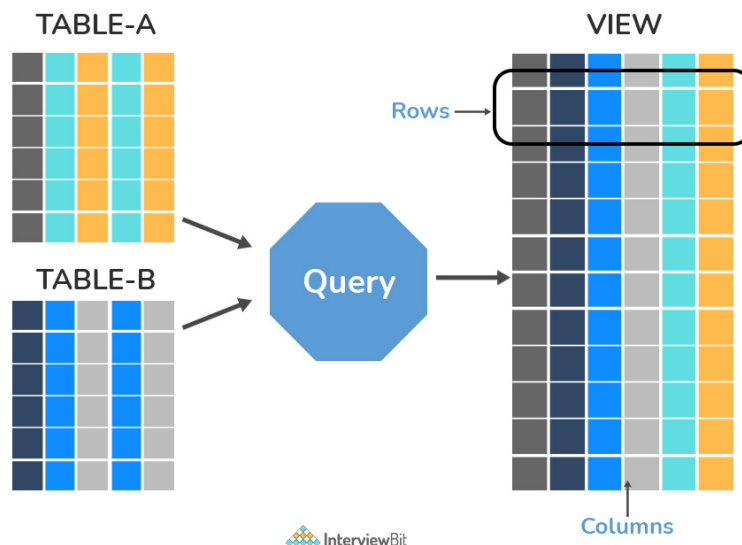 TABLE-A
VIEW
Rows
TABLE-B
Query
Columns
InterviewBit